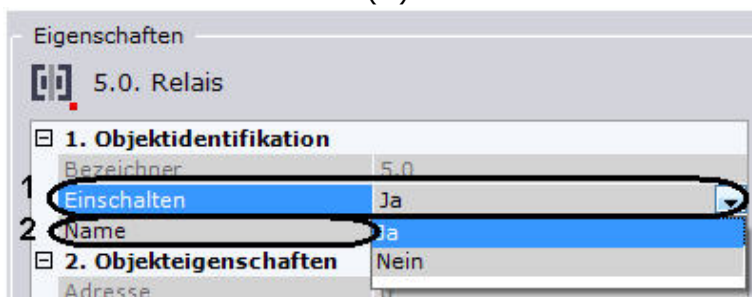 Eigenschaften
5.0. Relais
1. Objektidentifikation
Bezeichner 5.0
1 Einschalten Ja
2 Name Ja
2. Objekteigenschaften Nein
Adresse